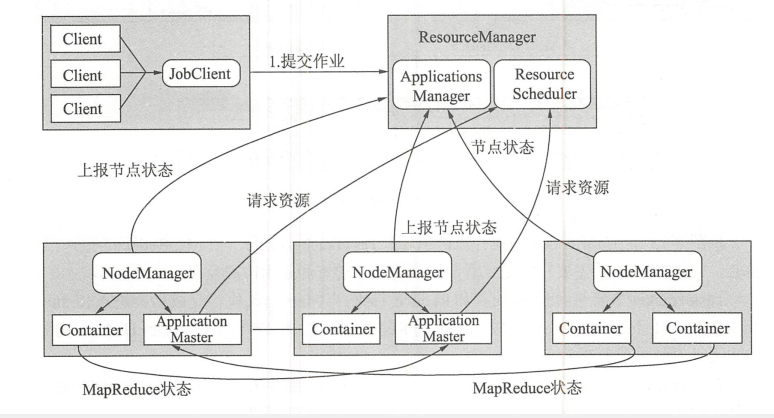 Client
Client
Client
JobClient
1.提交作业
ResourceManager
Applications
Manager
Resource
Scheduler
上报节点状态
请求资源
节点状态
上报节点状态
请求资源
NodeManager
Container
Application
Master
NodeManager
Container
Application
Master
NodeManager
Container
Container
MapReduce状态
MapReduce状态